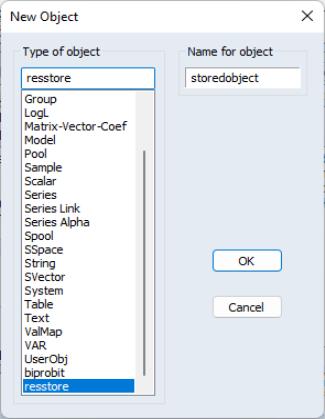 New Object
Type of object
resstore
Group
LogL
Matrix-Vector-Coef
Model
Pool
Sample
Scalar
Series
Series Link
Series Alpha
Spool
SSpace
String
SVector
System
Table
Text
ValMap
VAR
UserObj
biprobit
resstore
Name for object
storedobject
OK
Cancel